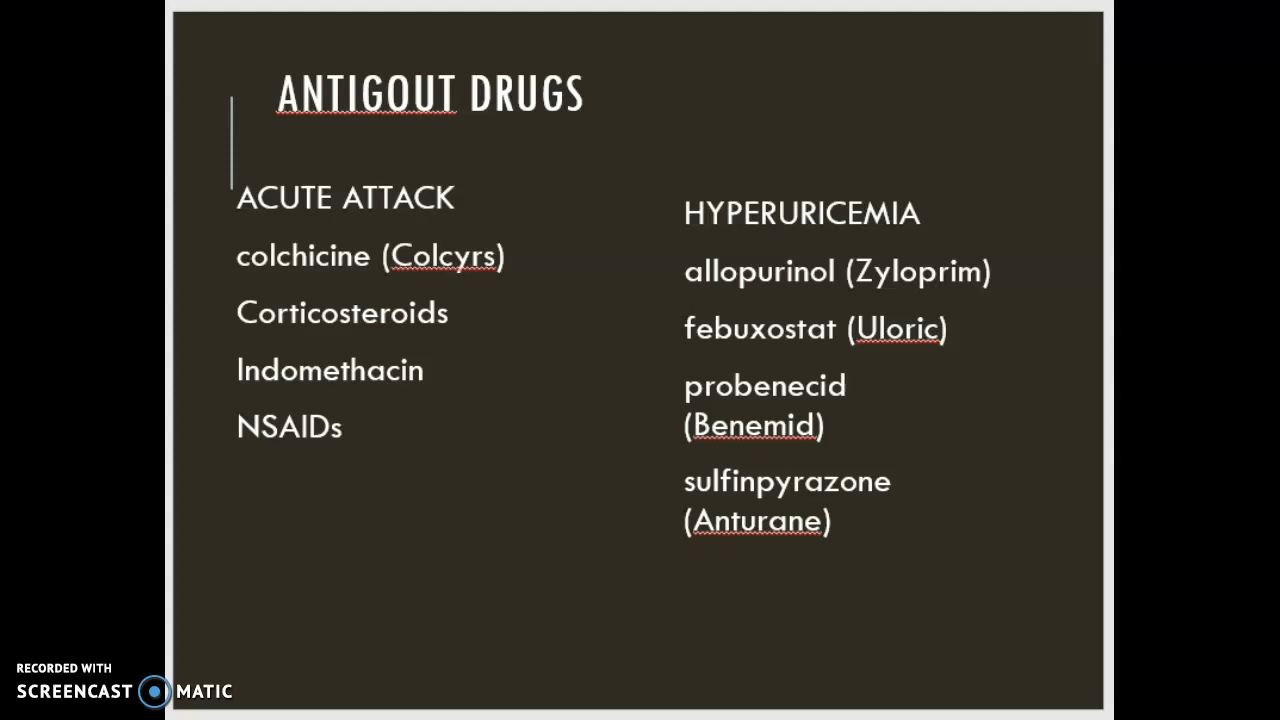 ANTIGOUT DRUGS
ACUTE ATTACK
colchicine (Colcyrs)
Corticosteroids
Indomethacin
NSAIDs
HYPERURICEMIA
allopurinol (Zyloprim)
febuxostat (Uloric)
probenecid
(Benemid)
sulfinpyrazone
(Anturane)
RECORDED WITH
SCREENCAST MATIC